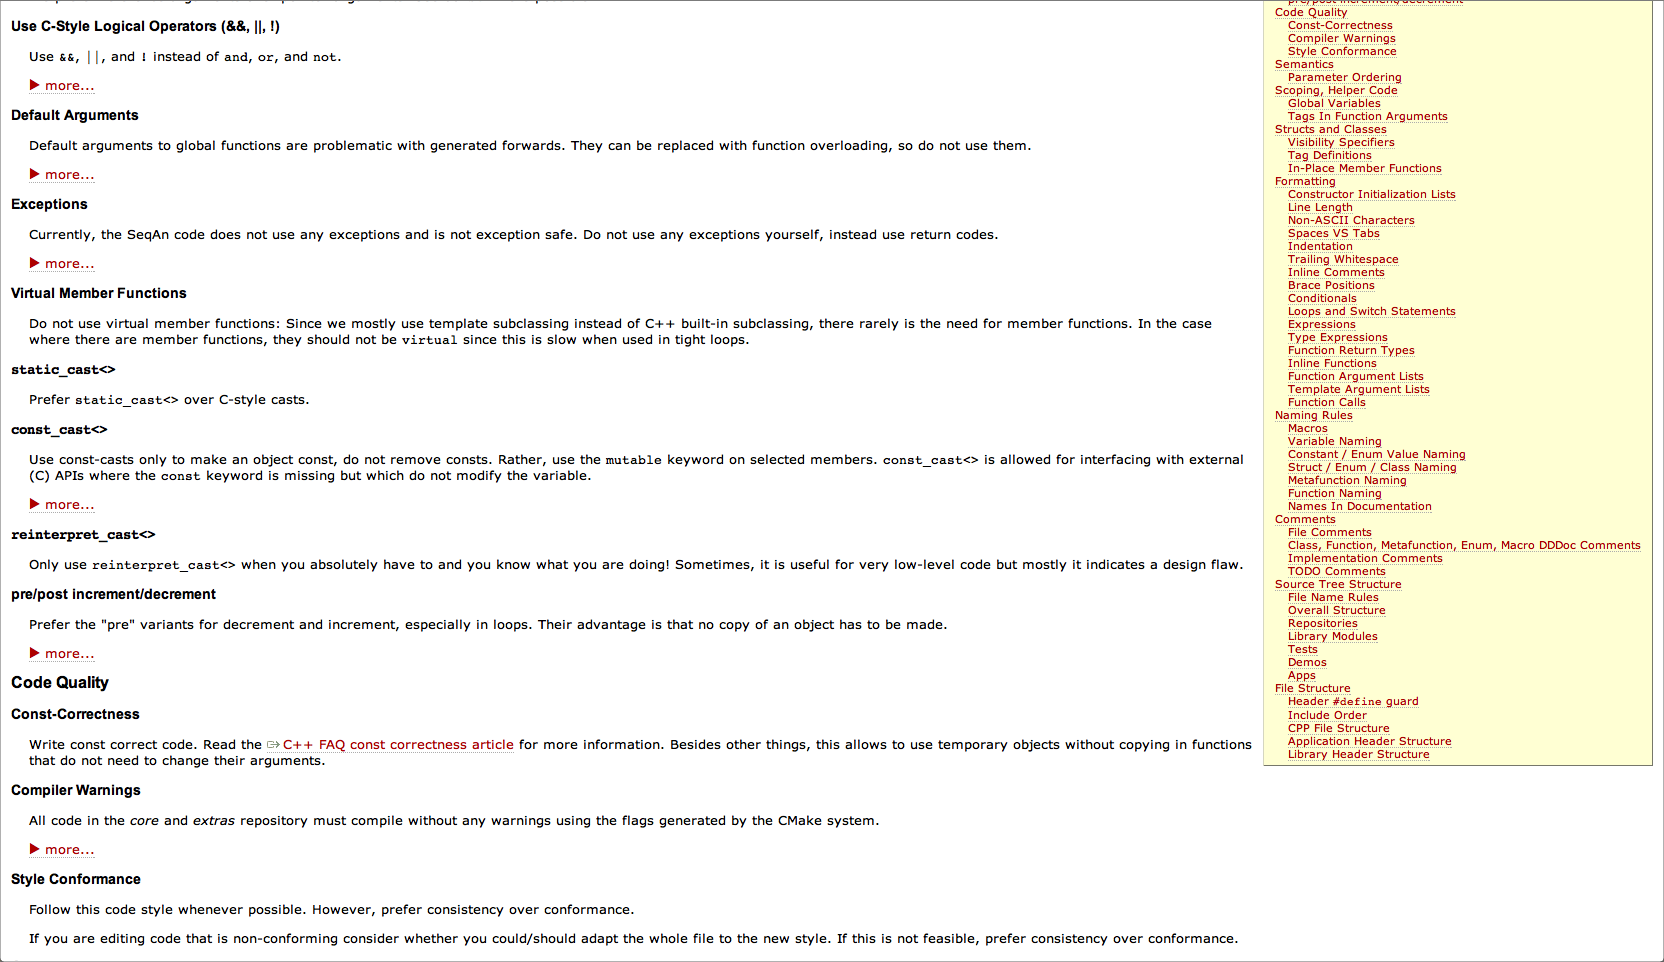 Use C-Style Logical Operators (&&, ||, !)
Use &&, ||, and ! instead of and, or, and not.
more...
Default Arguments
Default arguments to global functions are problematic with generated forwards. They can be replaced with function overloading, so do not use them.
more...
Exceptions
Currently, the SeqAn code does not use any exceptions and is not exception safe. Do not use any exceptions yourself, instead use return codes.
more...
Virtual Member Functions
Do not use virtual member functions: Since we mostly use template subclassing instead of C++ built-in subclassing, there rarely is the need for member functions. In the case
where there are member functions, they should not be virtual since this is slow when used in tight loops.
static_cast<>
Prefer static_cast<> over C-style casts.
const_cast<>
Use const-casts only to make an object const, do not remove consts. Rather, use the mutable keyword on selected members. const_cast<> is allowed for interfacing with external
(C) APIs where the const keyword is missing but which do not modify the variable.
more...
reinterpret_cast<>
Only use reinterpret_cast<> when you absolutely have to and you know what you are doing! Sometimes, it is useful for very low-level code but mostly it indicates a design flaw.
pre/post increment/decrement
Prefer the "pre" variants for decrement and increment, especially in loops. Their advantage is that no copy of an object has to be made.
more...
Code Quality
Const-Correctness
Write const correct code. Read the C++ FAQ const correctness article for more information. Besides other things, this allows to use temporary objects without copying in functions
that do not need to change their arguments.
Compiler Warnings
All code in the core and extras repository must compile without any warnings using the flags generated by the CMake system.
more...
Style Conformance
Follow this code style whenever possible. However, prefer consistency over conformance.
If you are editing code that is non-conforming consider whether you could/should adapt the whole file to the new style. If this is not feasible, prefer consistency over conformance.
pre/post increment/decrement
Code Quality
Const-Correctness
Compiler Warnings
Style Conformance
Semantics
Parameter Ordering
Scoping, Helper Code
Global Variables
Tags In Function Arguments
Structs and Classes
Visibility Specifiers
Tag Definitions
In-Place Member Functions
Formatting
Constructor Initialization Lists
Line Length
Non-ASCII Characters
Spaces VS Tabs
Indentation
Trailing Whitespace
Inline Comments
Brace Positions
Conditionals
Loops and Switch Statements
Expressions
Type Expressions
Function Return Types
Inline Functions
Function Argument Lists
Template Argument Lists
Function Calls
Naming Rules
Macros
Variable Naming
Constant / Enum Value Naming
Struct / Enum / Class Naming
Metafunction Naming
Function Naming
Names In Documentation
Comments
File Comments
Class, Function, Metafunction, Enum, Macro DDDoc Comments
Implementation Comments
TODO Comments
Source Tree Structure
File Name Rules
Overall Structure
Repositories
Library Modules
Tests
Demos
Apps
File Structure
Header #define guard
Include Order
CPP File Structure
Application Header Structure
Library Header Structure